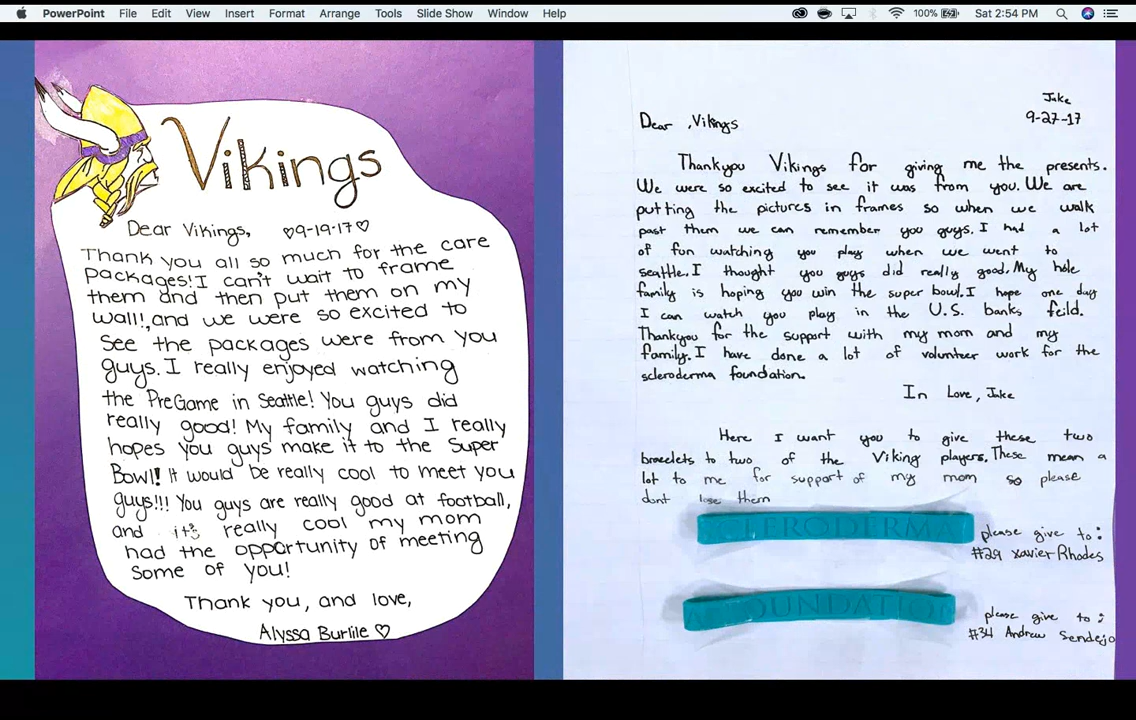 PowerPoint File Edit View Insert Format Arrange Tools Slide Show Window Help 100% Sat 2:54 PM
Vikings
Dear Vikings, ♡9-19-17♡
Thank you all so much for the care
packages! I can't wait to frame
them and then put them on my
wall!, and we were so excited to
see the packages were from you
guys. I really enjoyed watching
the PreGame in Seattle! You guys did
really good! My family and I really
hopes you guys make it to the Super
Bowl! It would be really cool to meet you
guys!!! You guys are really good at football,
and it's really cool my mom
had the opportunity of meeting
some of you!
Thank you, and love,
Alyssa Burlile ♡
Jake
9-27-17
Dear ,Vikings
Thankyou Vikings for giving me the presents.
We were so excited to see it was from you. We are
putting the pictures in frames so when we walk
past them we can remember you guys. I had a lot
of fun watching you play when we went to
seattle. I thought you guys did really good. My hole
family is hoping you win the super bowl. I hope one day
I can watch you play in the U.S. banks feild.
Thankyou for the support with my mom and my
family. I have done a lot of volunteer work for the
scleroderma foundation.
In Love, Jake
Here I want you to give these two
bracelets to two of the Viking players. These mean a
lot to me for support of my mom so please
dont lose them
SCLERODERMA
please give to:
#29 Xavier Rhodes
FOUNDATION
please give to:
#34 Andrew Sendejo